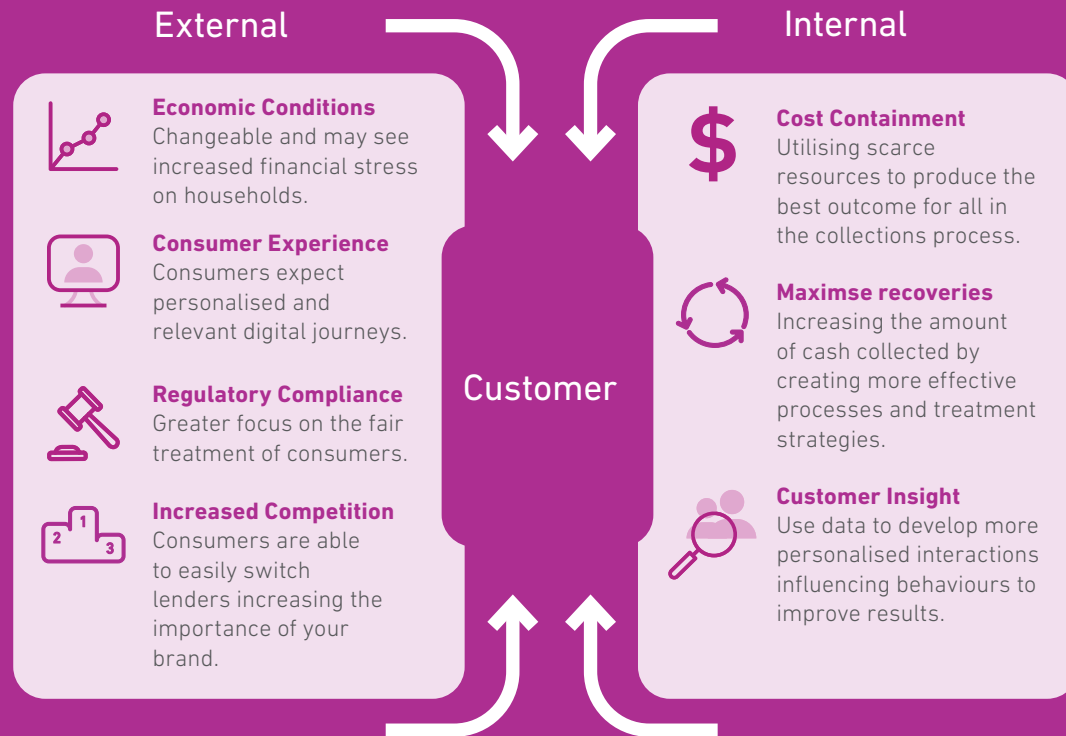 External
Economic Conditions
Changeable and may see
increased financial stress
on households.
Consumer Experience
Consumers expect
personalised and
relevant digital journeys.
Regulatory Compliance
Greater focus on the fair
treatment of consumers.
1
2
3
Increased Competition
Consumers are able
to easily switch
lenders increasing the
importance of your
brand.
Customer
Internal
$
Cost Containment
Utilising scarce
resources to produce the
best outcome for all in
the collections process.
Maximse recoveries
Increasing the amount
of cash collected by
creating more effective
processes and treatment
strategies.
Customer Insight
Use data to develop more
personalised interactions
influencing behaviours to
improve results.